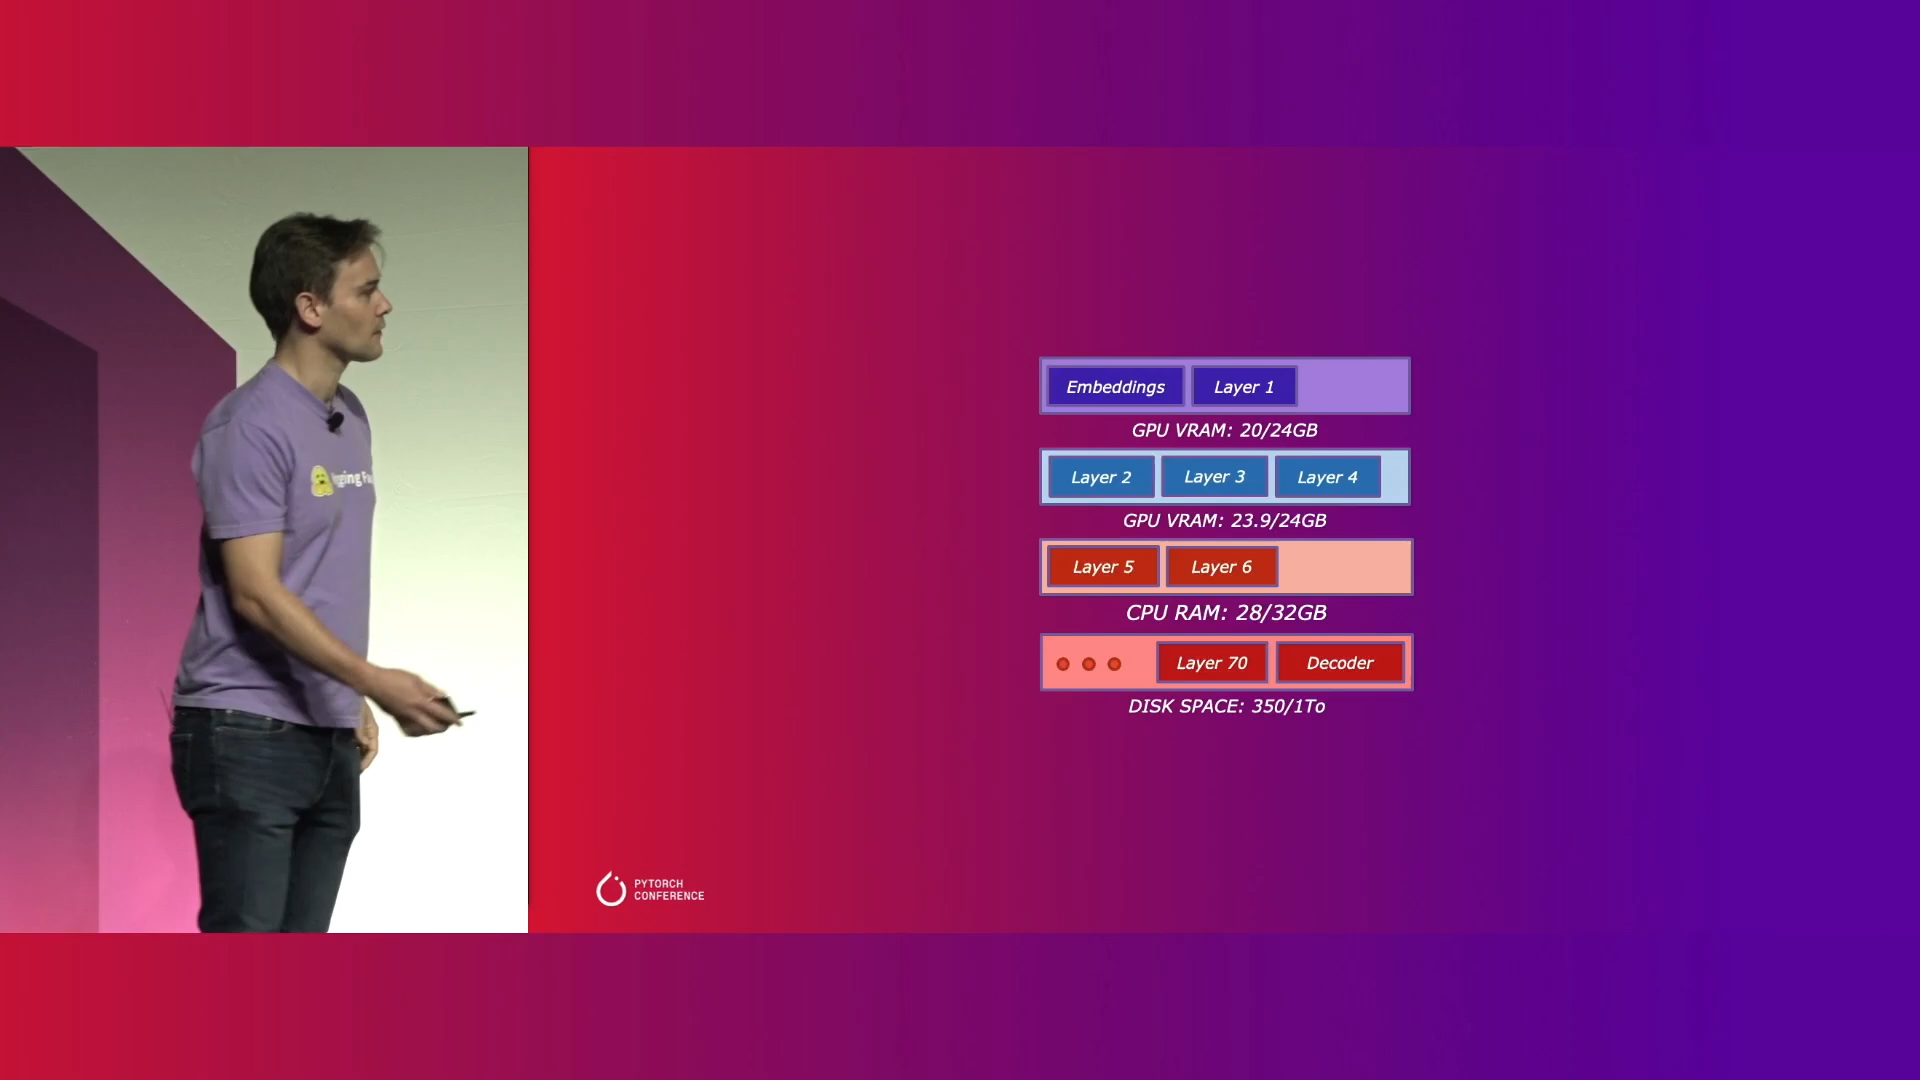 Embeddings Layer 1
GPU VRAM: 20/24GB
Layer 2 Layer 3 Layer 4
GPU VRAM: 23.9/24GB
Layer 5 Layer 6
CPU RAM: 28/32GB
Layer 70 Decoder
DISK SPACE: 350/1To
PYTORCH
CONFERENCE